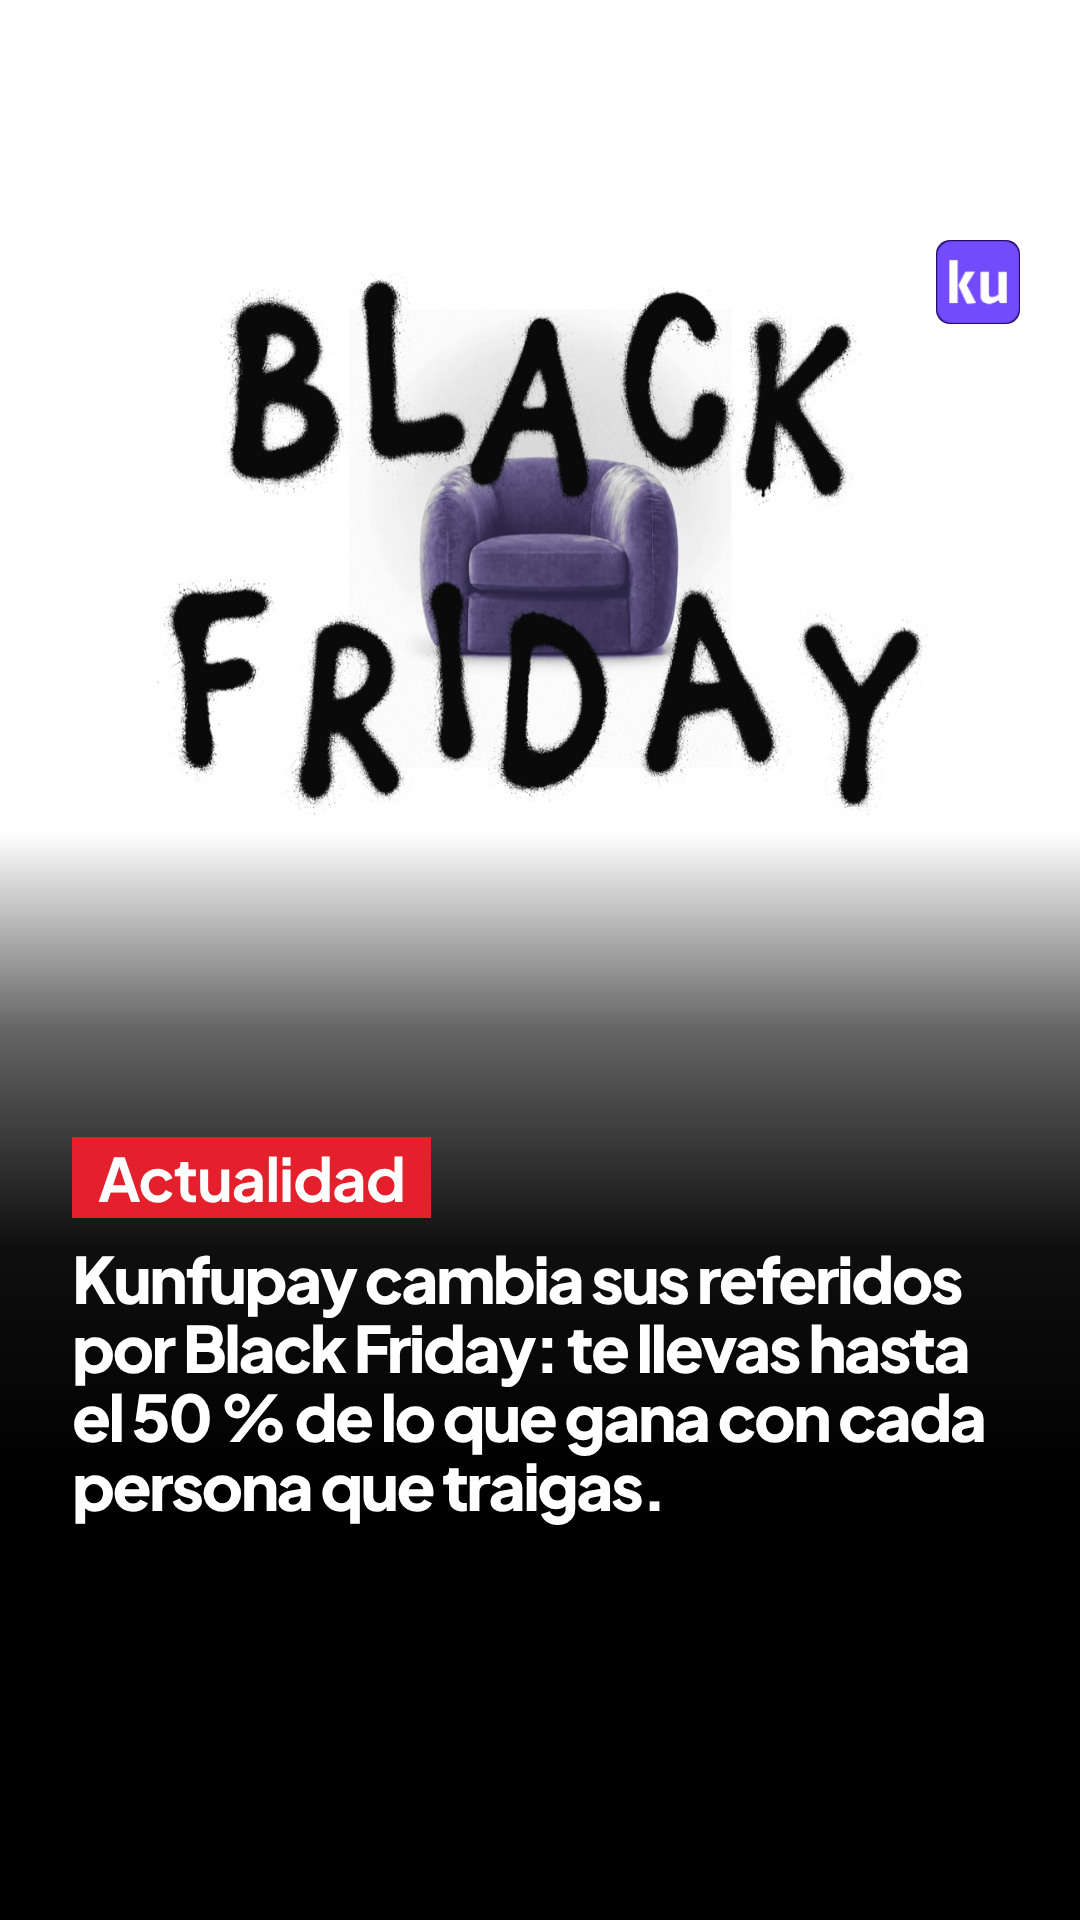 BLACK
ku
FRIDAY
Actualidad
Kunfupay cambia sus referidos
por Black Friday: te llevas hasta
el 50 % de lo que gana con cada
persona que traigas.